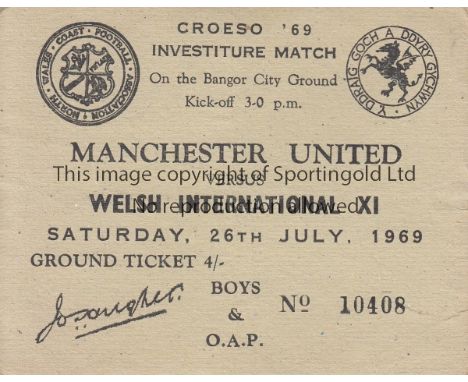 CROESO '69
INVESTITURE MATCH
On the Bangor City Ground
Kick-off 3-0 p.m.
NORTH WALES COAST FOOTBALL ASSOCIATION
Y DDRAIG GOCH A DDYRY GYCHWYN
MANCHESTER UNITED
This image copyright of Sportingold Ltd
VERSUS
WELSH INTERNATIONAL XI
No reproduction allowed
SATURDAY, 26TH JULY, 1969
GROUND TICKET 4/-
BOYS
& 
O.A.P.
Nº 10408